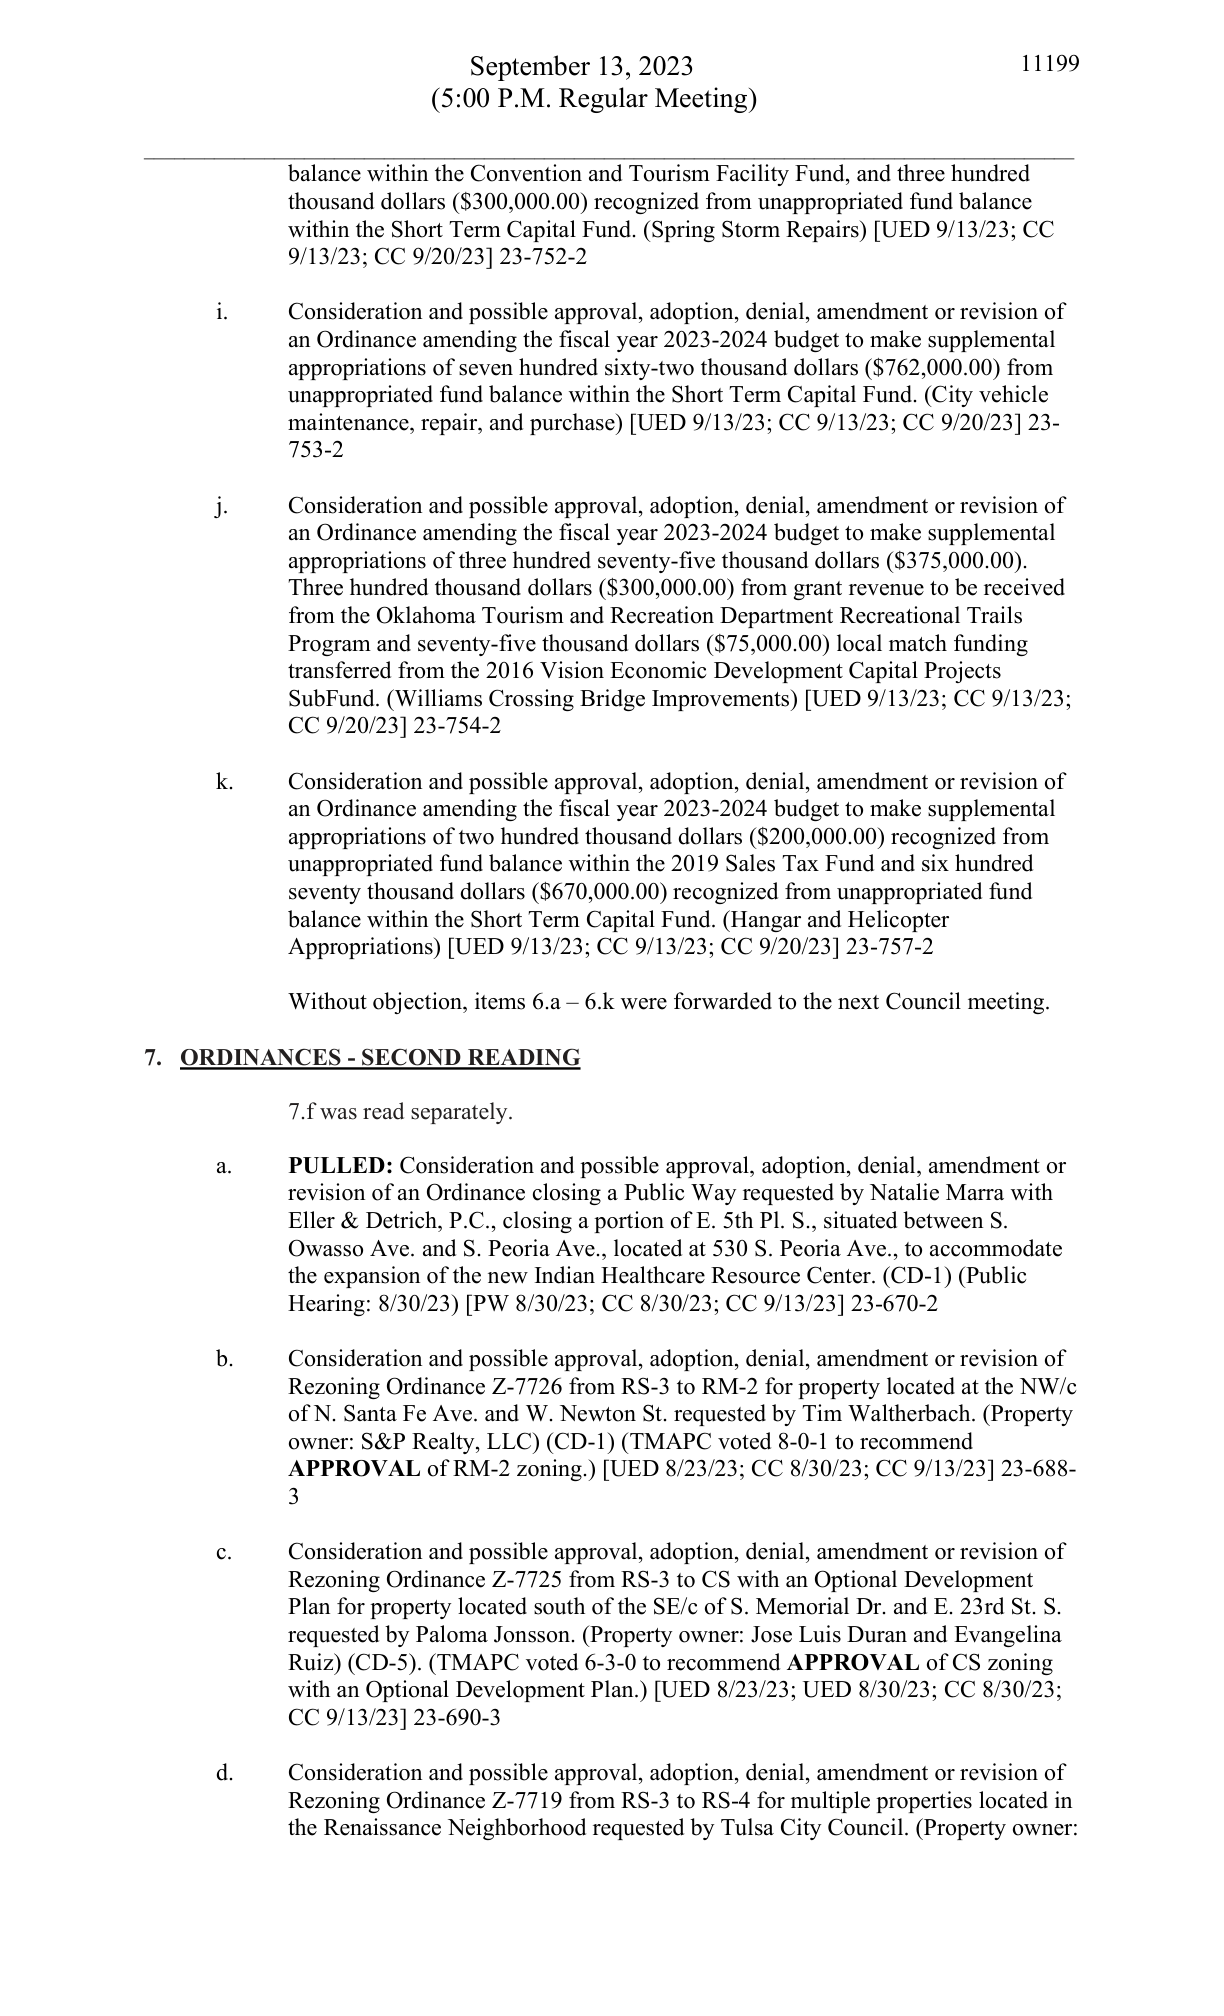 September 13, 2023
11199
(5:00 P.M. Regular Meeting)
balance within the Convention and Tourism Facility Fund, and three hundred
thousand dollars ($300,000.00) recognized from unappropriated fund balance
within the Short Term Capital Fund. (Spring Storm Repairs) [UED 9/13/23; CC
9/13/23; CC 9/20/23] 23-752-2
i. Consideration and possible approval, adoption, denial, amendment or revision of
an Ordinance amending the fiscal year 2023-2024 budget to make supplemental
appropriations of seven hundred sixty-two thousand dollars ($762,000.00) from
unappropriated fund balance within the Short Term Capital Fund. (City vehicle
maintenance, repair, and purchase) [UED 9/13/23; CC 9/13/23; CC 9/20/23] 23-
753-2
j. Consideration and possible approval, adoption, denial, amendment or revision of
an Ordinance amending the fiscal year 2023-2024 budget to make supplemental
appropriations of three hundred seventy-five thousand dollars ($375,000.00).
Three hundred thousand dollars ($300,000.00) from grant revenue to be received
from the Oklahoma Tourism and Recreation Department Recreational Trails
Program and seventy-five thousand dollars ($75,000.00) local match funding
transferred from the 2016 Vision Economic Development Capital Projects
SubFund. (Williams Crossing Bridge Improvements) [UED 9/13/23; CC 9/13/23;
CC 9/20/23] 23-754-2
k. Consideration and possible approval, adoption, denial, amendment or revision of
an Ordinance amending the fiscal year 2023-2024 budget to make supplemental
appropriations of two hundred thousand dollars ($200,000.00) recognized from
unappropriated fund balance within the 2019 Sales Tax Fund and six hundred
seventy thousand dollars ($670,000.00) recognized from unappropriated fund
balance within the Short Term Capital Fund. (Hangar and Helicopter
Appropriations) [UED 9/13/23; CC 9/13/23; CC 9/20/23] 23-757-2
Without objection, items 6.a – 6.k were forwarded to the next Council meeting.
7. ORDINANCES - SECOND READING
7.f was read separately.
a. PULLED: Consideration and possible approval, adoption, denial, amendment or
revision of an Ordinance closing a Public Way requested by Natalie Marra with
Eller & Detrich, P.C., closing a portion of E. 5th Pl. S., situated between S.
Owasso Ave. and S. Peoria Ave., located at 530 S. Peoria Ave., to accommodate
the expansion of the new Indian Healthcare Resource Center. (CD-1) (Public
Hearing: 8/30/23) [PW 8/30/23; CC 8/30/23; CC 9/13/23] 23-670-2
b. Consideration and possible approval, adoption, denial, amendment or revision of
Rezoning Ordinance Z-7726 from RS-3 to RM-2 for property located at the NW/c
of N. Santa Fe Ave. and W. Newton St. requested by Tim Waltherbach. (Property
owner: S&P Realty, LLC) (CD-1) (TMAPC voted 8-0-1 to recommend
APPROVAL of RM-2 zoning.) [UED 8/23/23; CC 8/30/23; CC 9/13/23] 23-688-
3
c. Consideration and possible approval, adoption, denial, amendment or revision of
Rezoning Ordinance Z-7725 from RS-3 to CS with an Optional Development
Plan for property located south of the SE/c of S. Memorial Dr. and E. 23rd St. S.
requested by Paloma Jonsson. (Property owner: Jose Luis Duran and Evangelina
Ruiz) (CD-5). (TMAPC voted 6-3-0 to recommend APPROVAL of CS zoning
with an Optional Development Plan.) [UED 8/23/23; UED 8/30/23; CC 8/30/23;
CC 9/13/23] 23-690-3
d. Consideration and possible approval, adoption, denial, amendment or revision of
Rezoning Ordinance Z-7719 from RS-3 to RS-4 for multiple properties located in
the Renaissance Neighborhood requested by Tulsa City Council. (Property owner: